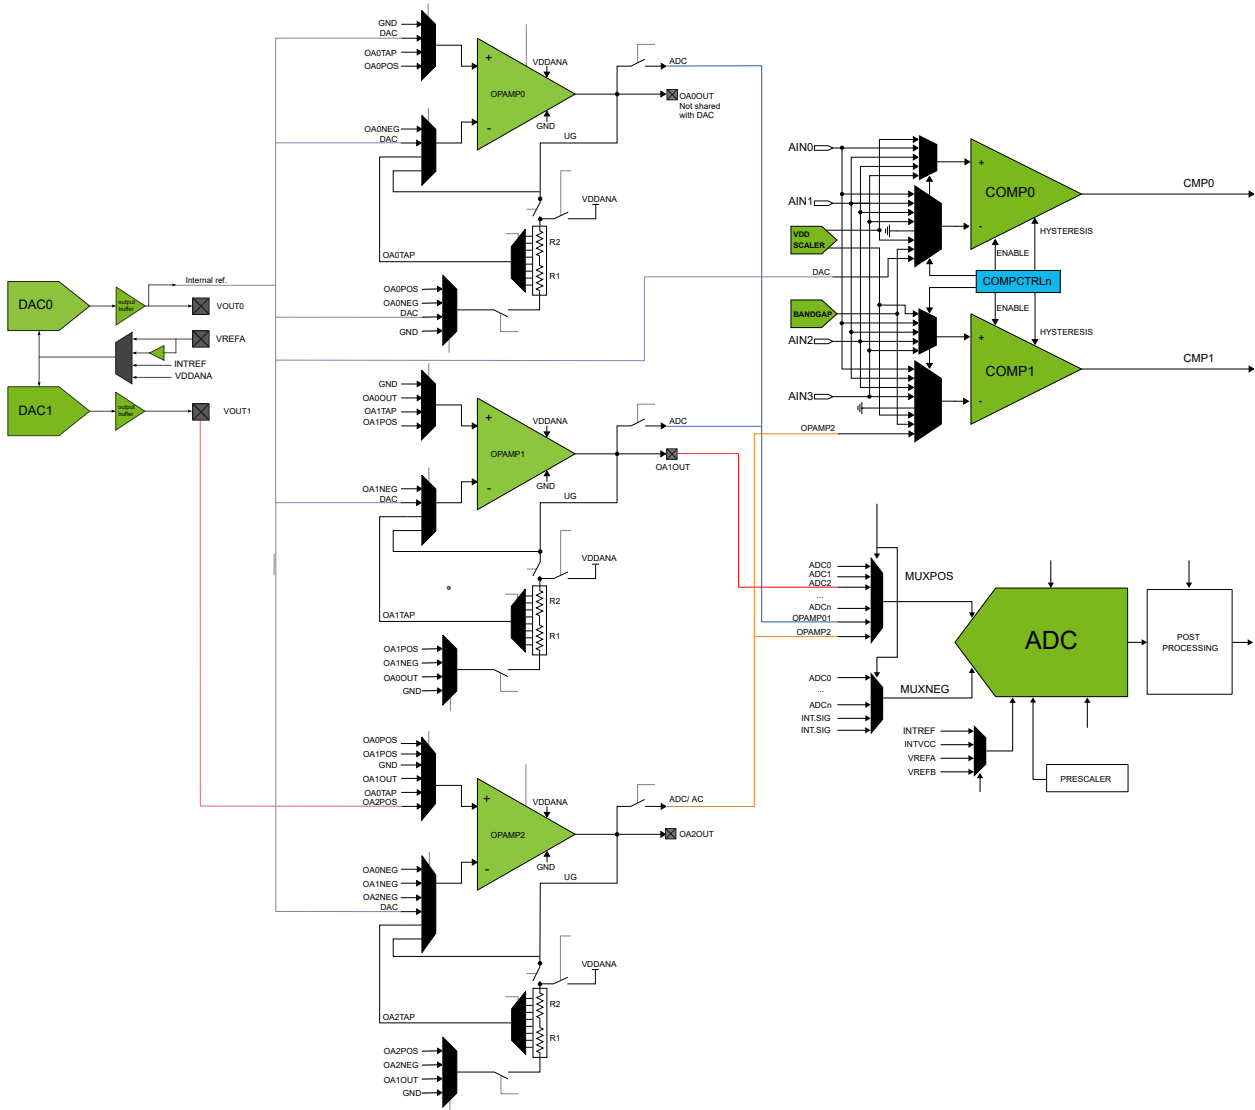 GND
DAC
OA0TAP
OA0POS
OPAMP0
+
-
VDDANA
GND
ADC
OA0OUT
Not shared
with DAC
UG
OA0NEG
DAC
VDDANA
R2
R1
OA0TAP
OA0POS
OA0NEG
DAC
GND
DAC0
output
buffer
Internal ref.
VOUT0
VREFA
INTREF
VDDANA
DAC1
output
buffer
VOUT1
GND
OA0OUT
OA1TAP
OA1POS
OPAMP1
+
-
VDDANA
GND
ADC
OA1OUT
UG
OA1NEG
DAC
VDDANA
R2
R1
OA1TAP
OA1POS
OA1NEG
OA0OUT
GND
OA0POS
OA1POS
GND
OA1OUT
OA0TAP
OA2POS
OPAMP2
+
-
VDDANA
GND
ADC/ AC
OA2OUT
UG
OA0NEG
OA1NEG
OA2NEG
DAC
VDDANA
R2
R1
OA2TAP
OA2POS
OA2NEG
OA1OUT
GND
AIN0
AIN1
VDD
SCALER
DAC
BANDGAP
AIN2
AIN3
OPAMP2
+
-
COMP0
CMP0
HYSTERESIS
ENABLE
COMPCTRLn
ENABLE
HYSTERESIS
+
-
COMP1
CMP1
ADC0
ADC1
ADC2
...
ADCn
OPAMP01
OPAMP2
MUXPOS
ADC0
...
ADCn
INT.SIG
INT.SIG
MUXNEG
ADC
POST
PROCESSING
INTREF
INTVCC
VREFA
VREFB
PRESCALER